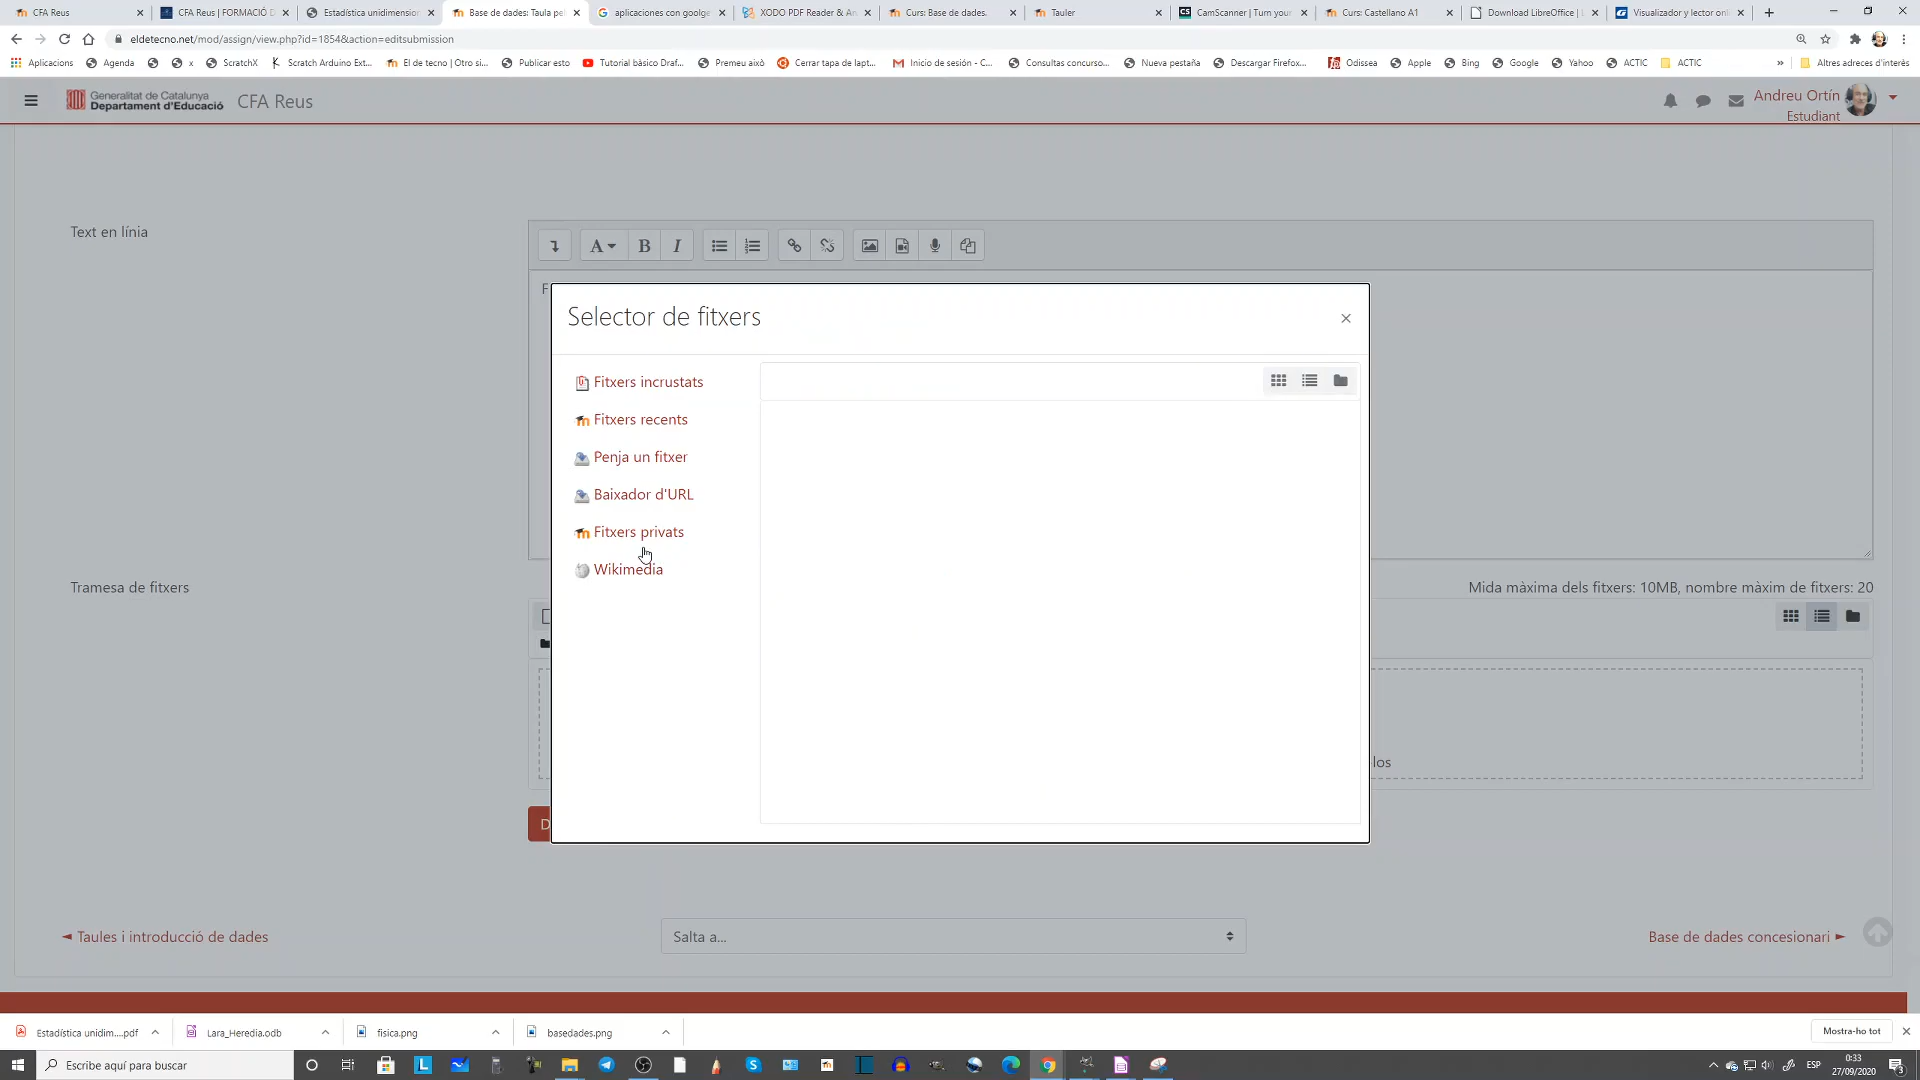 CFA Reus
CFA Reus | FORMACIÓ D
Estadística unidimension
Base de dades: Taula pel
aplicaciones con goolge
XODO PDF Reader & An
Curs: Base de dades.
Tauler
CamScanner | Turn your
Curs: Castellano A1
Download LibreOffice | L
Visualizador y lector onl
eldetecno.net/mod/assign/view.php?id=1854&action=editsubmission
Aplicacions
Agenda
x
ScratchX
Scratch Arduino Ext...
El de tecno | Otro si...
Publicar esto
Tutorial bàsico Draf...
Premeu això
Cerrar tapa de lapt...
Inicio de sesión - C...
Consultas concurso...
Nueva pestaña
Descargar Firefox...
Odissea
Apple
Bing
Google
Yahoo
ACTIC
ACTIC
»
Altres adreces d'interès
Generalitat de Catalunya
Departament d'Educació
CFA Reus
Andreu Ortín
Estudiant
Text en línia
A B I
F
Selector de fitxers
×
Fitxers incrustats
Fitxers recents
Penja un fitxer
Baixador d'URL
Fitxers privats
Wikimedia
Tramesa de fitxers
Mida màxima dels fitxers: 10MB, nombre màxim de fitxers: 20
los
D
◄ Taules i introducció de dades
Salta a...
Base de dades concesionari ►
Estadística unidim....pdf
Lara_Heredia.odb
fisica.png
basedades.png
Mostra-ho tot
Escribe aquí para buscar
ESP
0:33
27/09/2020
3